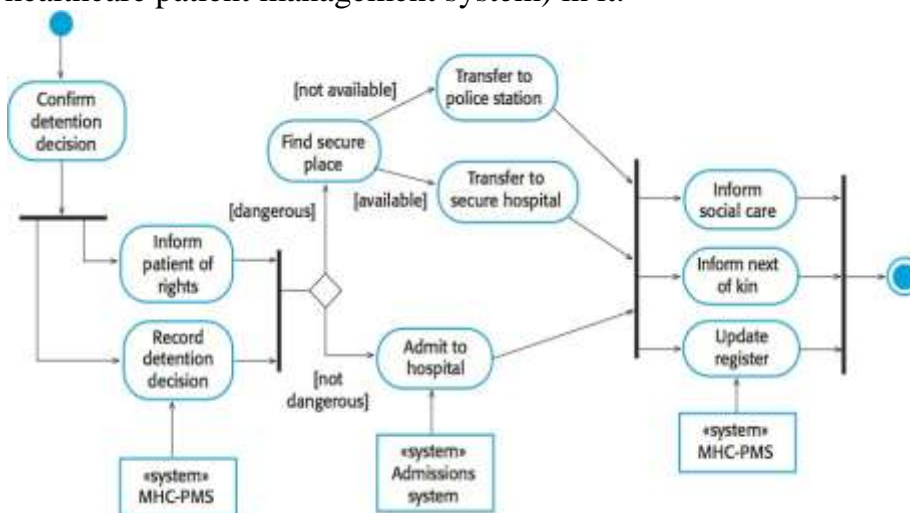 healthcare patient management system) in it.
Confirm
detention
decision
Inform
patient of
rights
Record
detention
decision
«system»
MHC-PMS
[dangerous]
[not
dangerous]
Find secure
place
[not available]
[available]
Transfer to
police station
Transfer to
secure hospital
Admit to
hospital
«system»
Admissions
system
Inform
social care
Inform next
of kin
Update
register
«system»
MHC-PMS